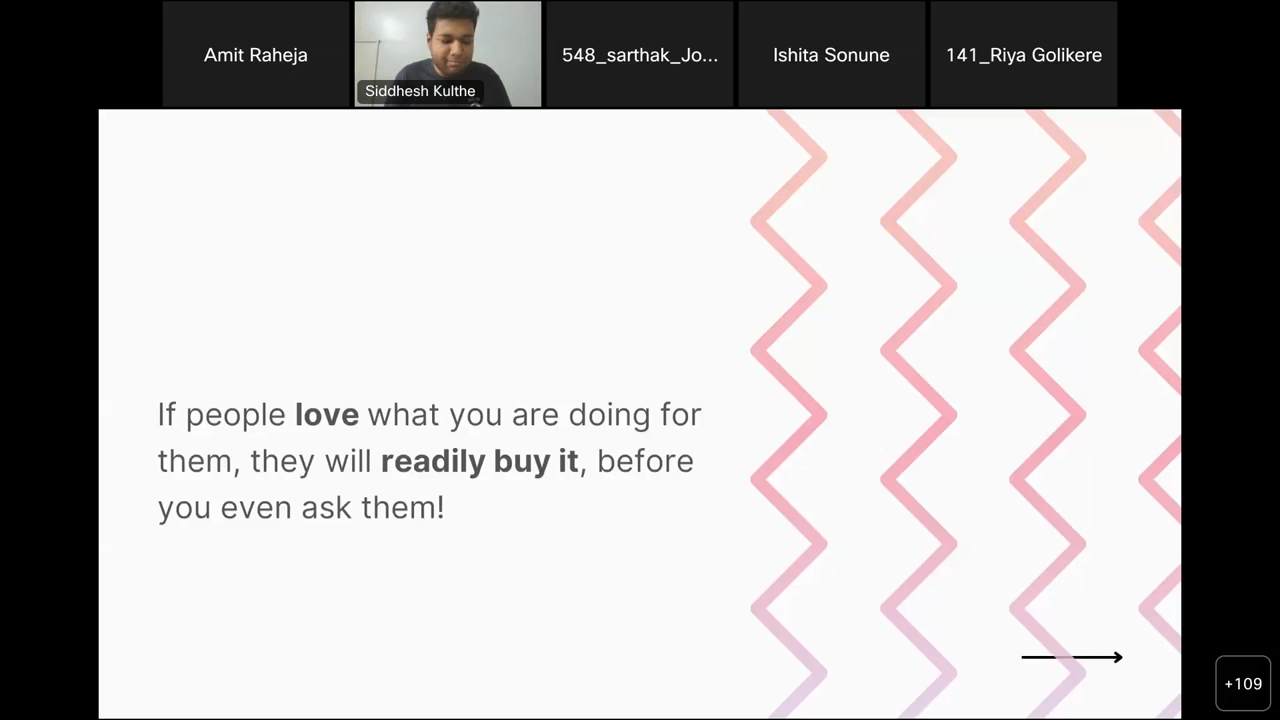 Amit Raheja
Siddhesh Kulthe
548_sarthak_Jo...
Ishita Sonune
141_Riya Golikere
If people love what you are doing for
them, they will readily buy it, before
you even ask them!
+109